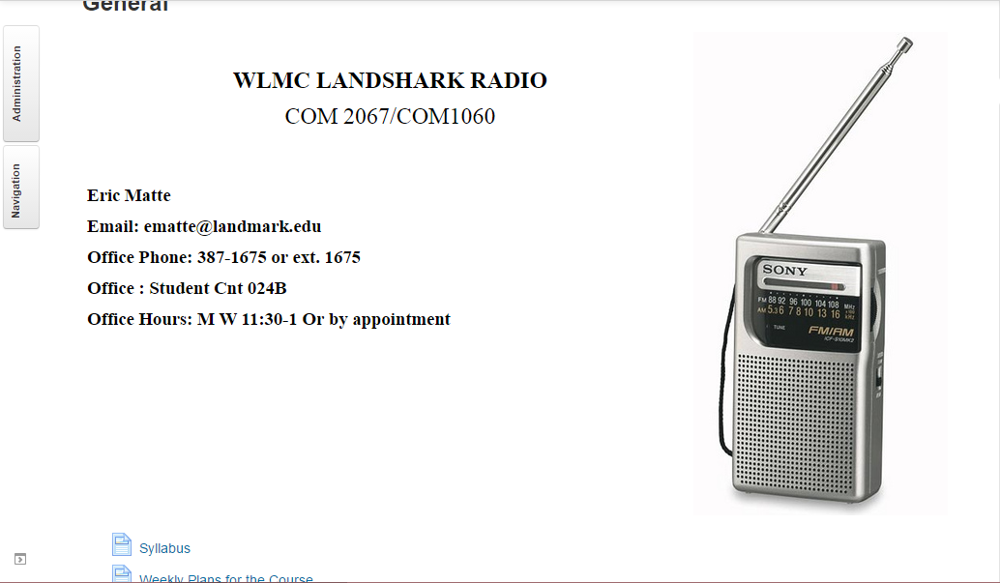 General
Administration
Navigation
WLMC LANDSHARK RADIO
COM 2067/COM1060
Eric Matte
Email: ematte@landmark.edu
Office Phone: 387-1675 or ext. 1675
Office : Student Cnt 024B
Office Hours: M W 11:30-1 Or by appointment
SONY
FM 88 92 96 100 104 108 MHz
AM 5.3 6 7 8 10 13 16 x100 kHz
TUNE
FM/AM
ICF-S10MK2
Syllabus
Weekly Plans for the Course